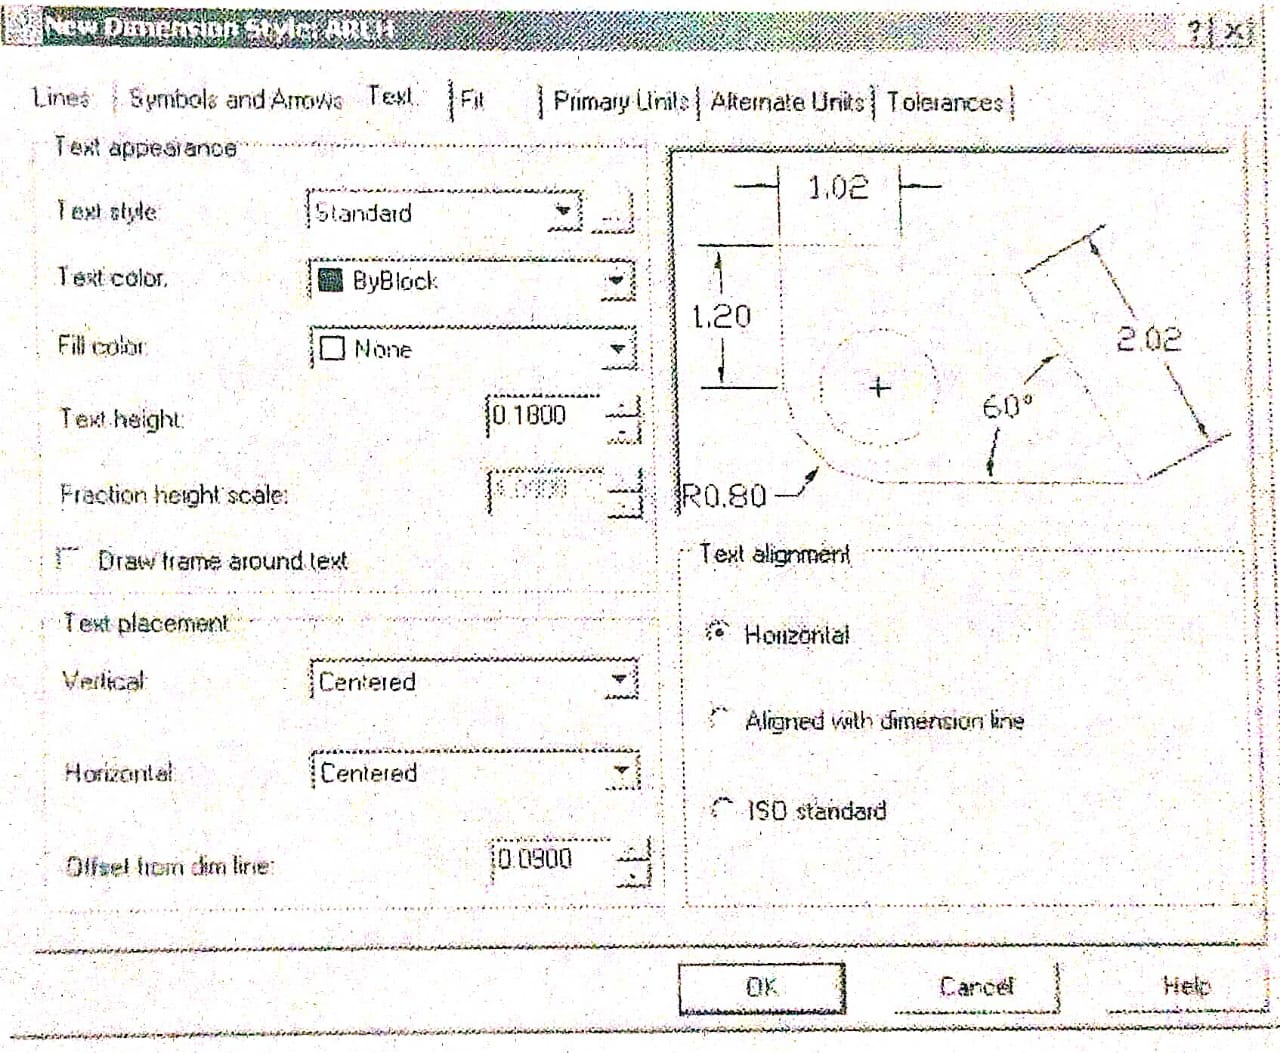 New Dimension Style: ARCH
Lines Symbols and Arrows Text Fit Primary Units Alternate Units Tolerances
Text appearance
Text style: Standard ...
Text color: ByBlock
Fill color: None
Text height: 0.1800
Fraction height scale:
Draw frame around text
Text placement
Vertical: Centered
Horizontal: Centered
Offset from dim line: 0.0900
1.02
1.20
2.02
60°
R0.80
Text alignment
Horizontal
Aligned with dimension line
ISO standard
OK Cancel Help